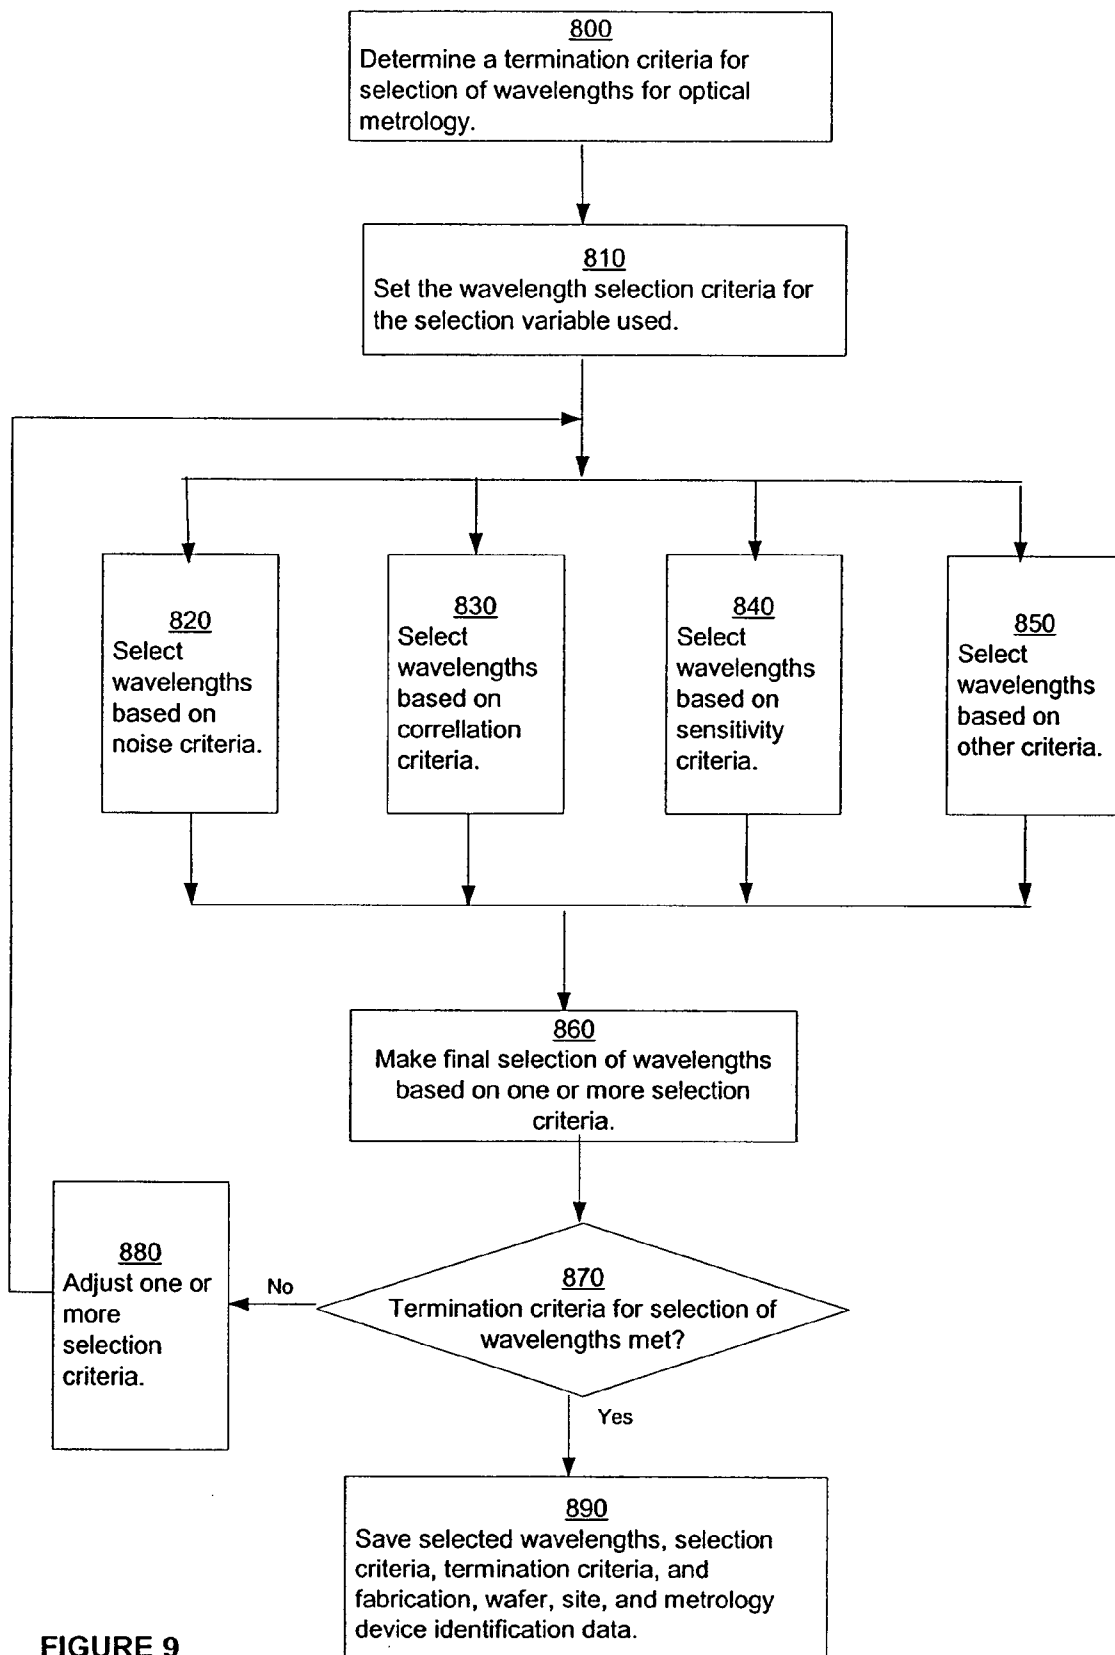 800
Determine a termination criteria for
selection of wavelengths for optical
metrology.
810
Set the wavelength selection criteria for
the selection variable used.
820
Select
wavelengths
based on
noise criteria.
830
Select
wavelengths
based on
correllation
criteria.
840
Select
wavelengths
based on
sensitivity
criteria.
850
Select
wavelengths
based on
other criteria.
860
Make final selection of wavelengths
based on one or more selection
criteria.
880
Adjust one or
more
selection
criteria.
No
870
Termination criteria for selection of
wavelengths met?
Yes
890
Save selected wavelengths, selection
criteria, termination criteria, and
fabrication, wafer, site, and metrology
device identification data.
FIGURE 9